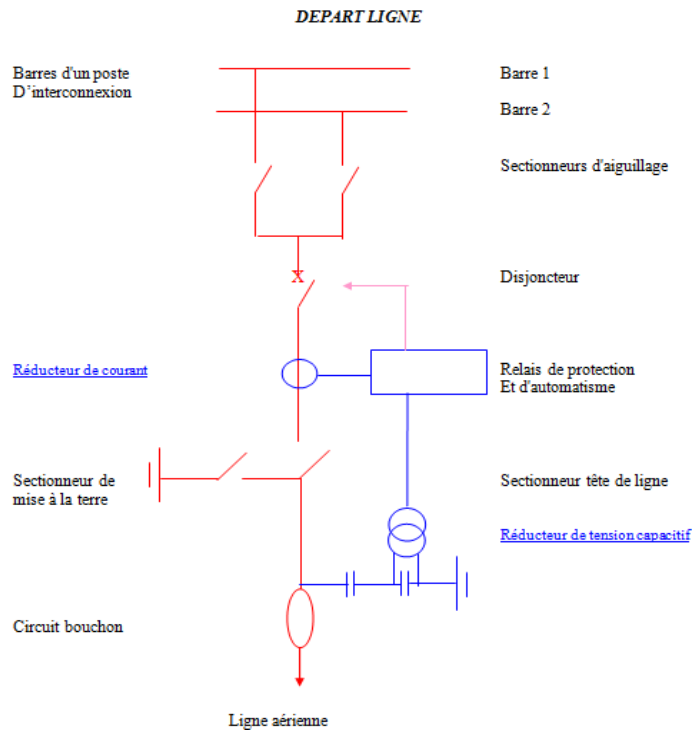 DEPART LIGNE
Barres d'un poste
D'interconnexion
Barre 1
Barre 2
Sectionneurs d'aiguillage
X
Disjoncteur
Réducteur de courant
Relais de protection
Et d'automatisme
Sectionneur de
mise à la terre
Sectionneur tête de ligne
Réducteur de tension capacitif
Circuit bouchon
Ligne aérienne